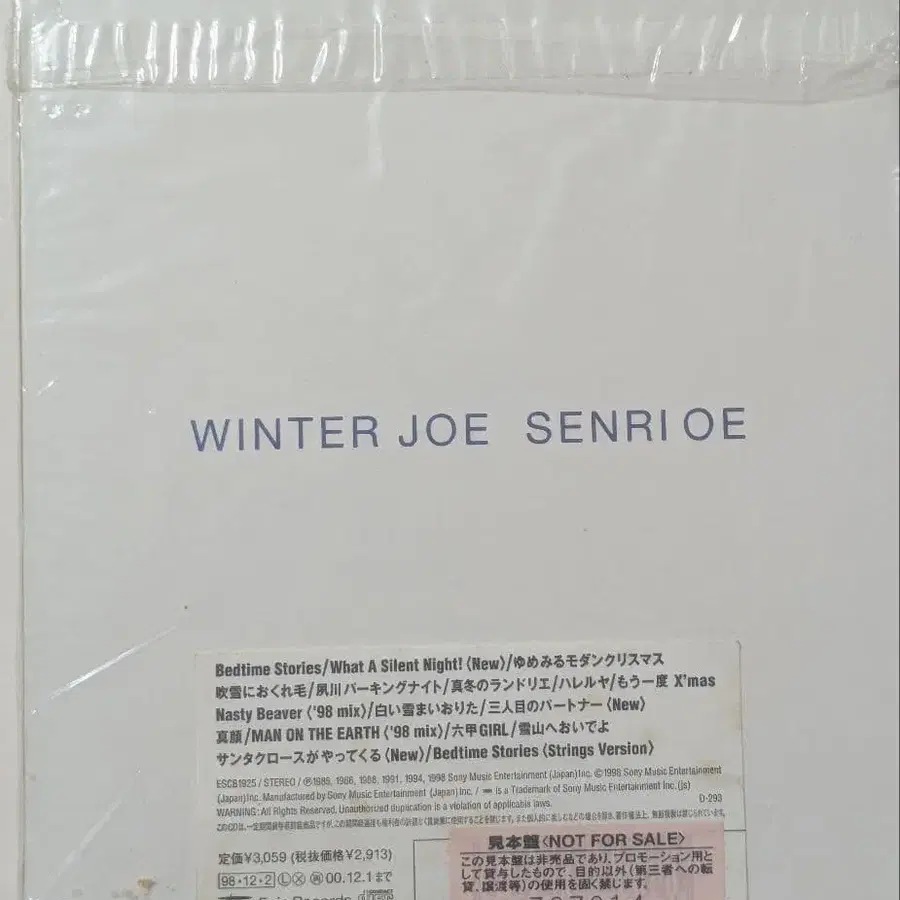 WINTER JOE SENRI OE
Bedtime Stories/What A Silent Night!〈New〉/ゆめみるモダンクリスマス
吹雪におくれ毛/夙川パーキングナイト/真冬のランドリエ/ハレルヤ/もう一度 X'mas
Nasty Beaver〈'98 mix〉/白い雪まいおりた/三人目のパートナー〈New〉
真顔/MAN ON THE EARTH〈'98 mix〉/六甲GIRL/雪山へおいでよ
サンタクロースがやってくる〈New〉/Bedtime Stories〈Strings Version〉
ESCB1925 / STEREO / ℗1985, 1986, 1988, 1991, 1994, 1998 Sony Music Entertainment (Japan) Inc. ©1998 Sony Music Entertainment
(Japan) Inc. Manufactured by Sony Music Entertainment (Japan) Inc. / is a Trademark of Sony Music Entertainment Inc. (js)
WARNING: All Rights Reserved. Unauthorized duplication is a violation of applicable laws. D-293
定価¥3,059 (税抜価格¥2,913)
98・12・2 Ⓛ Ⓧ 00.12.1まで
見本盤〈NOT FOR SALE〉
この見本盤は非売品であり、プロモーション用と
して貸与したもので、目的以外(第三者への転
貸、譲渡等)の使用を固く禁じます。